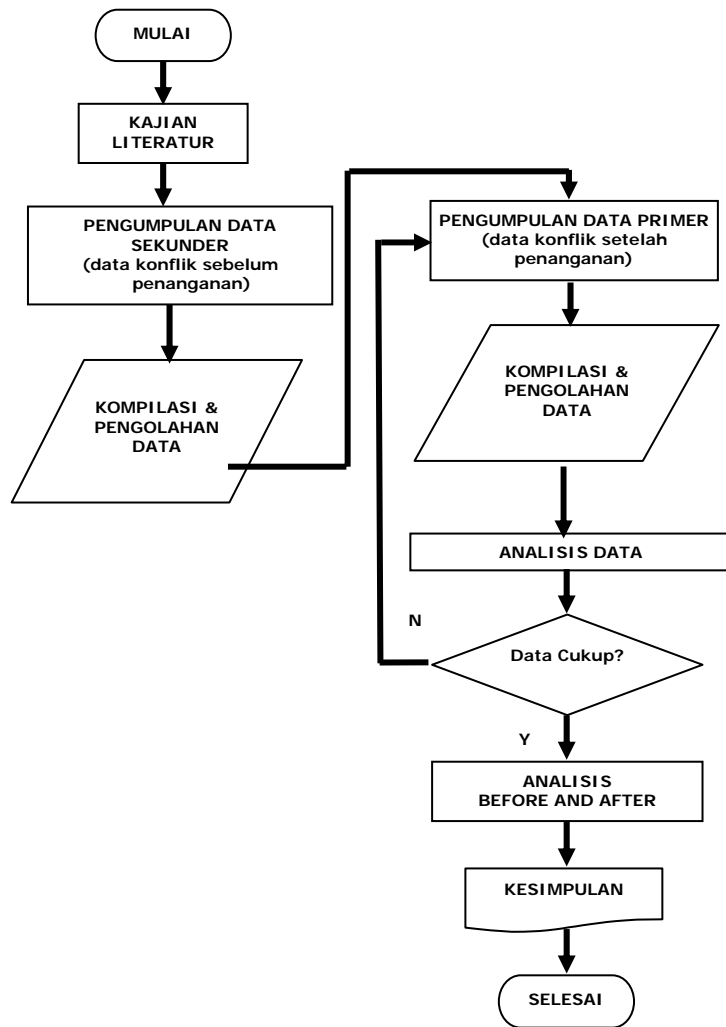 MULAI
KAJIAN
LITERATUR
PENGUMPULAN DATA
SEKUNDER
(data konflik sebelum
penanganan)
KOMPILASI &
PENGOLAHAN
DATA
PENGUMPULAN DATA PRIMER
(data konflik setelah
penanganan)
KOMPILASI &
PENGOLAHAN
DATA
ANALISIS DATA
N
Data Cukup?
Y
ANALISIS
BEFORE AND AFTER
KESIMPULAN
SELESAI